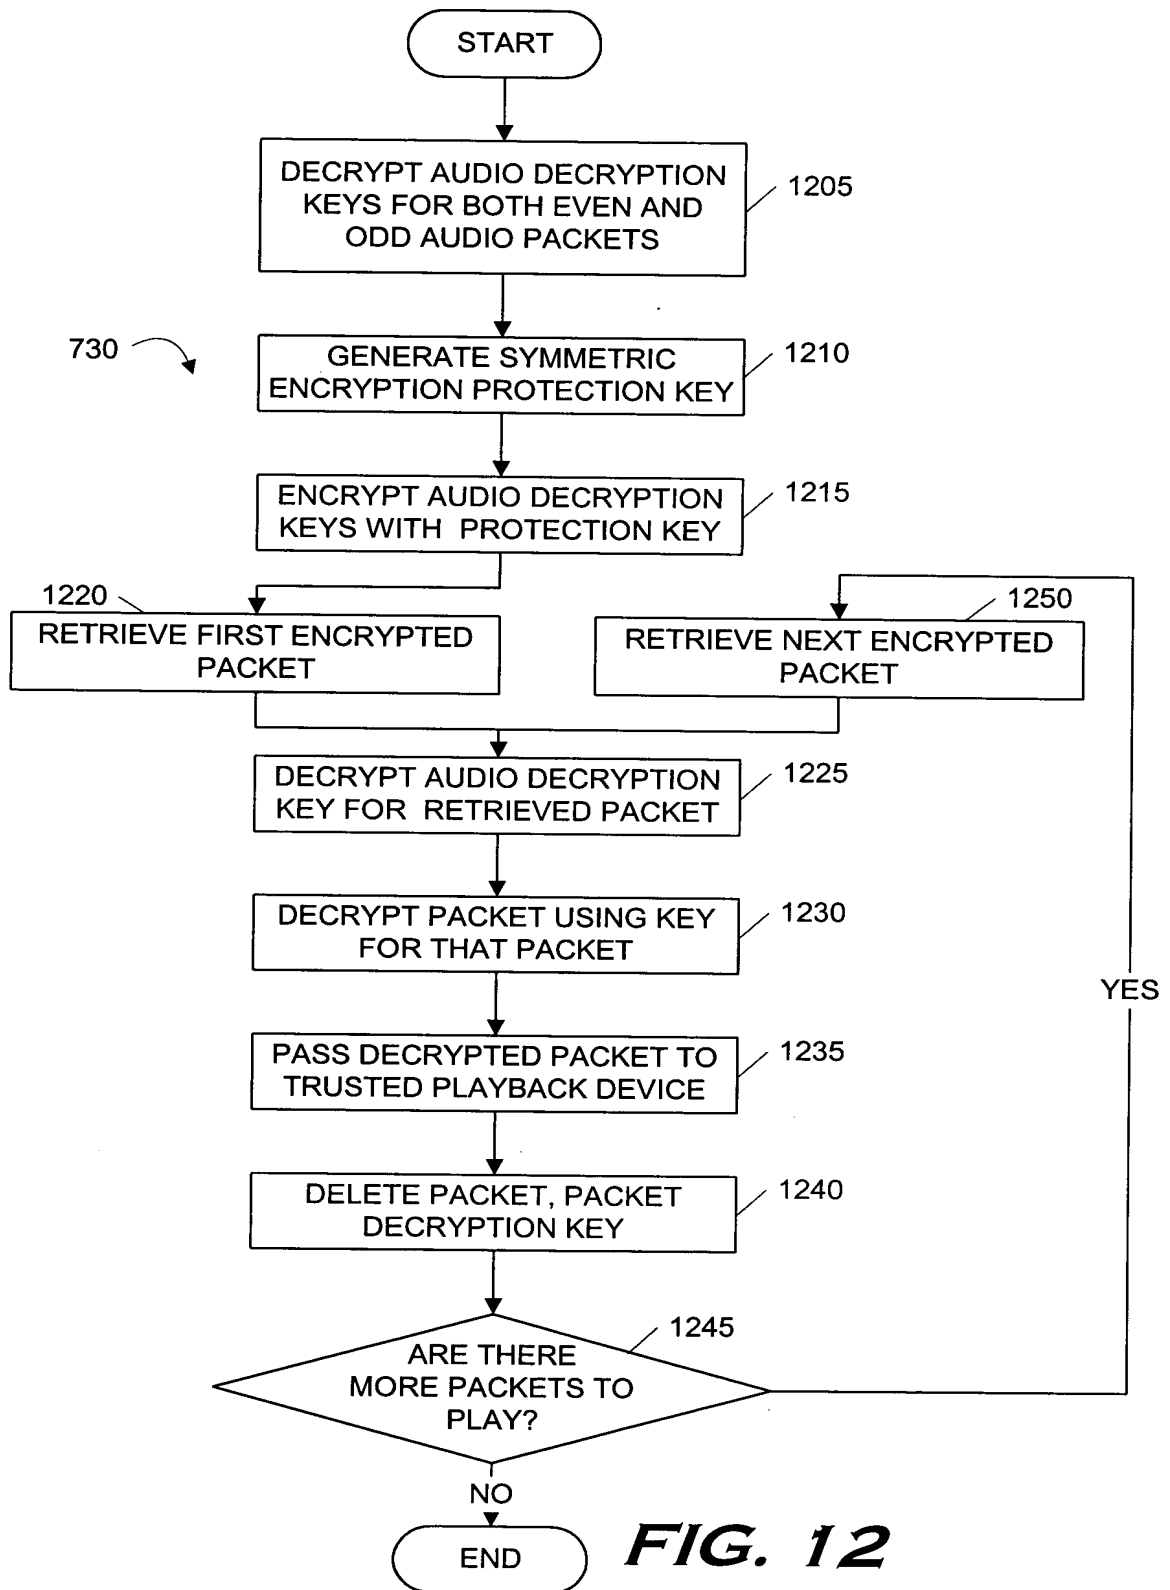 START
DECRYPT AUDIO DECRYPTION
KEYS FOR BOTH EVEN AND
ODD AUDIO PACKETS
1205
730
GENERATE SYMMETRIC
ENCRYPTION PROTECTION KEY
1210
ENCRYPT AUDIO DECRYPTION
KEYS WITH PROTECTION KEY
1215
1220
RETRIEVE FIRST ENCRYPTED
PACKET
1250
RETRIEVE NEXT ENCRYPTED
PACKET
DECRYPT AUDIO DECRYPTION
KEY FOR RETRIEVED PACKET
1225
DECRYPT PACKET USING KEY
FOR THAT PACKET
1230
YES
PASS DECRYPTED PACKET TO
TRUSTED PLAYBACK DEVICE
1235
DELETE PACKET, PACKET
DECRYPTION KEY
1240
ARE THERE
MORE PACKETS TO
PLAY?
1245
NO
END
FIG. 12